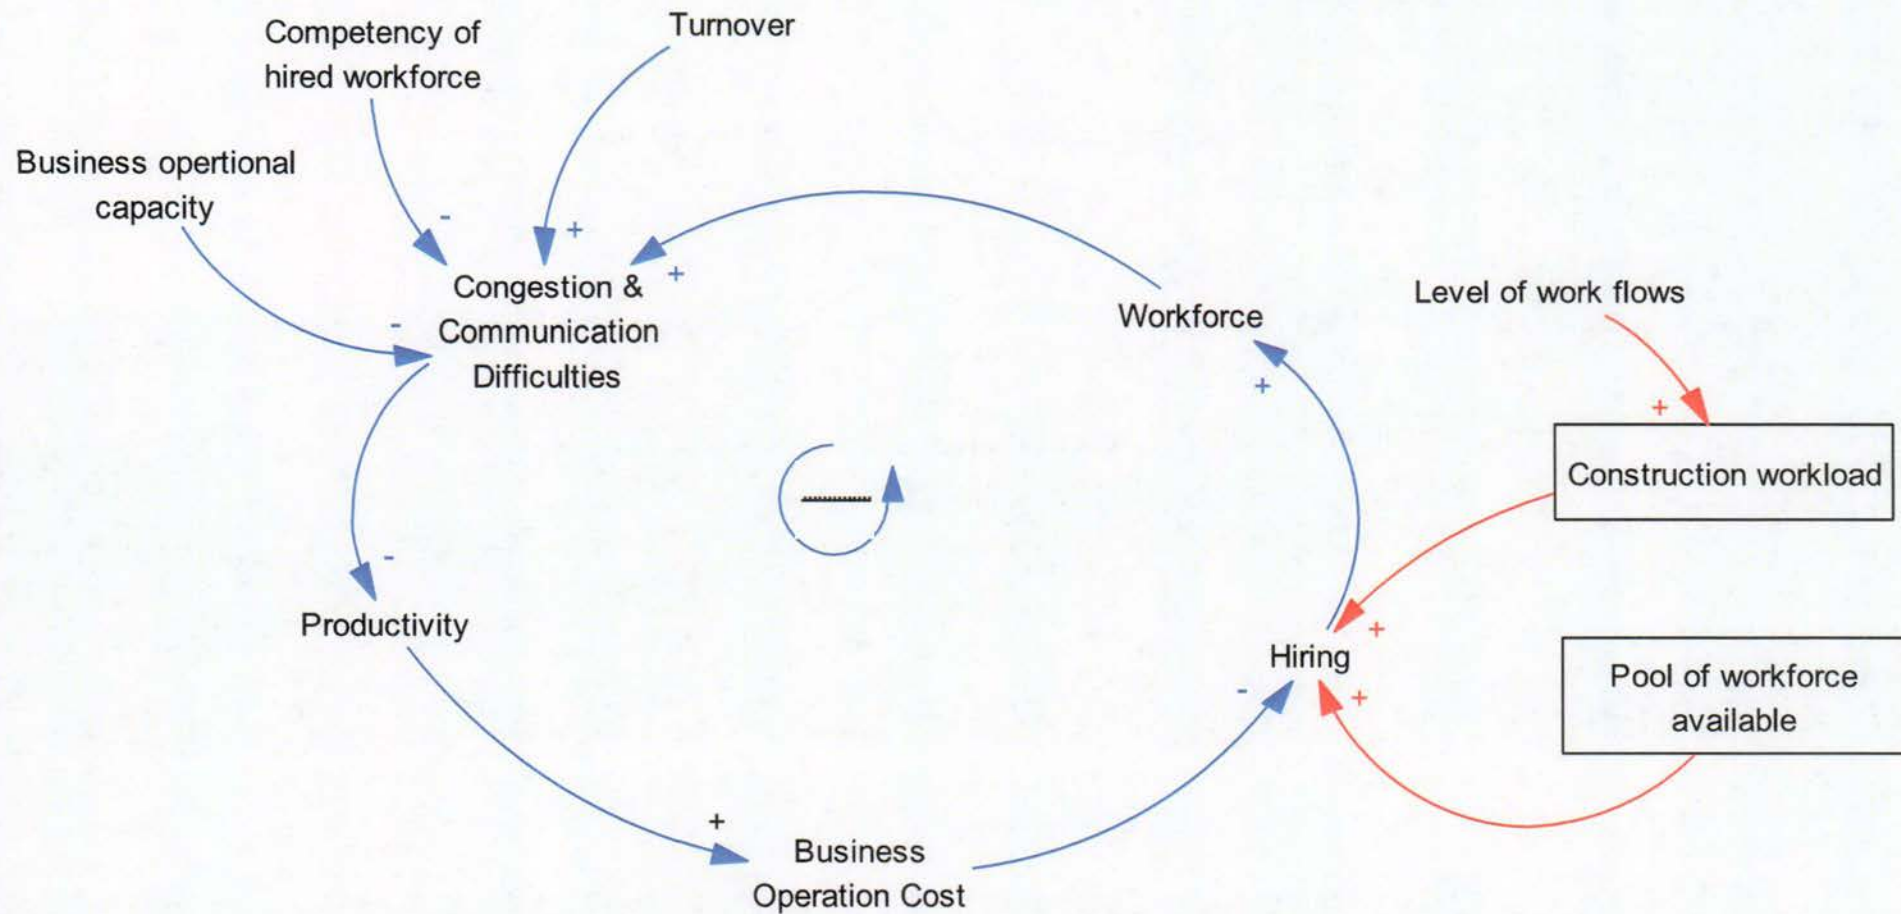 Competency of
hired workforce
Turnover
Business opertional
capacity
-
+
-
+
Congestion &
Communication
Difficulties
Workforce
+
Level of work flows
+
Construction workload
-
Productivity
+
Hiring
-
+
Pool of workforce
available
+
Business
Operation Cost